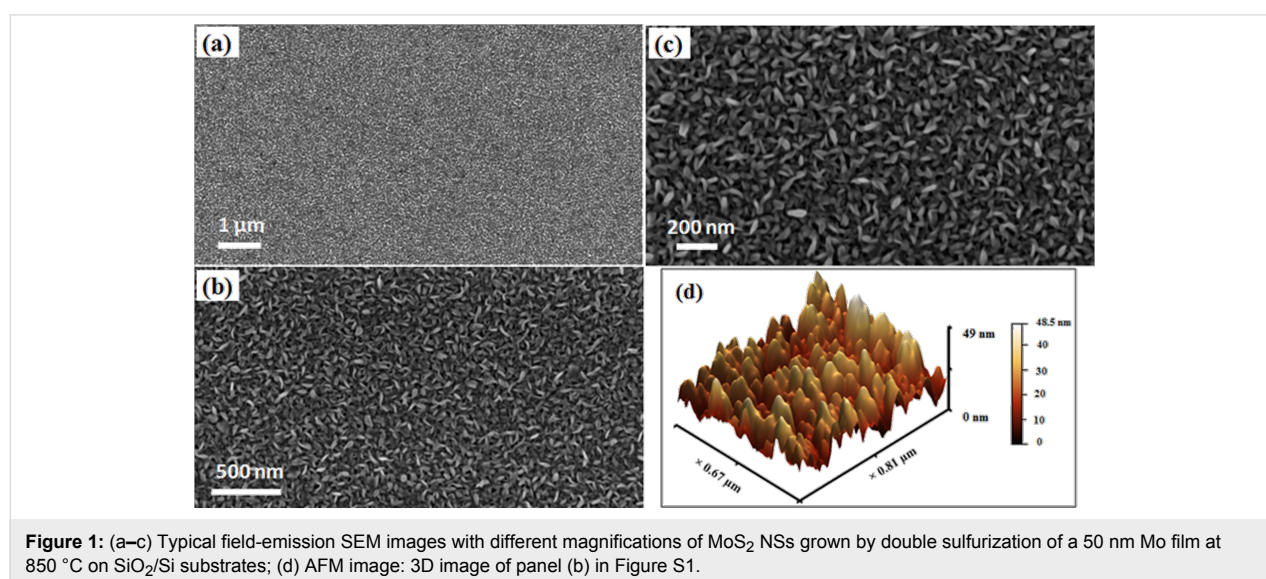 (a)
1 µm
(b)
500 nm
(c)
200 nm
(d)
49 nm
0 nm
48.5 nm
40
30
20
10
0
× 0.67 µm
× 0.81 µm
Figure 1: (a–c) Typical field-emission SEM images with different magnifications of MoS2 NSs grown by double sulfurization of a 50 nm Mo film at
850 °C on SiO2/Si substrates; (d) AFM image: 3D image of panel (b) in Figure S1.